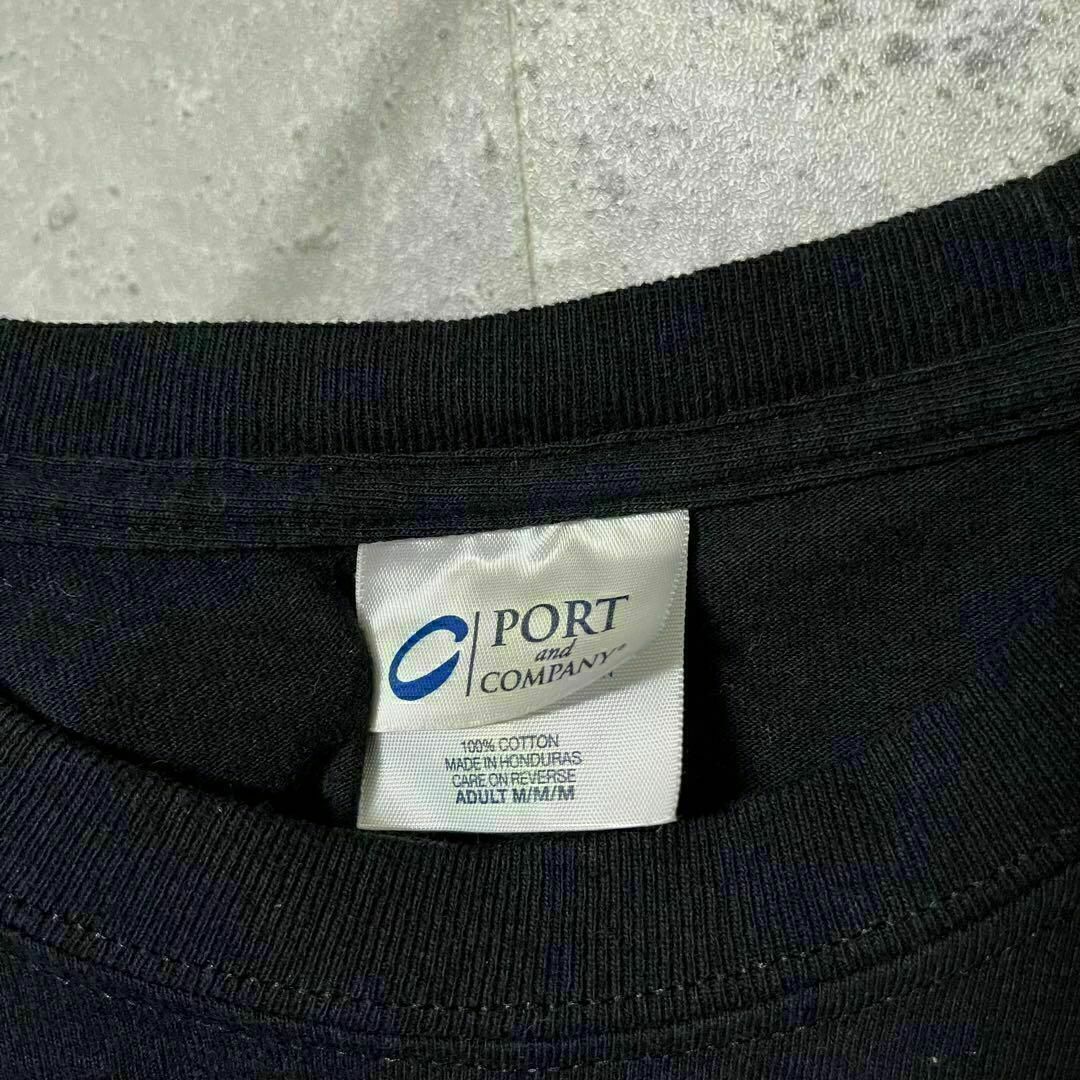 PORT
and
COMPANY®
100% COTTON
MADE IN HONDURAS
CARE ON REVERSE
ADULT M/M/M